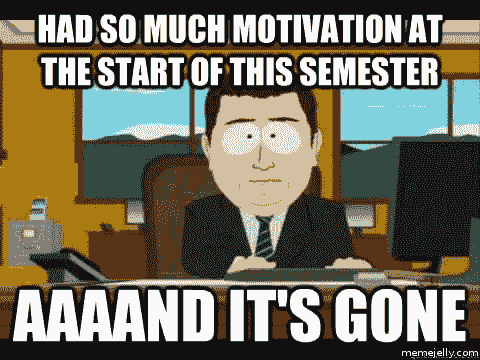 HAD SO MUCH MOTIVATION AT
THE START OF THIS SEMESTER
AAAAND IT'S GONE
memejelly.com